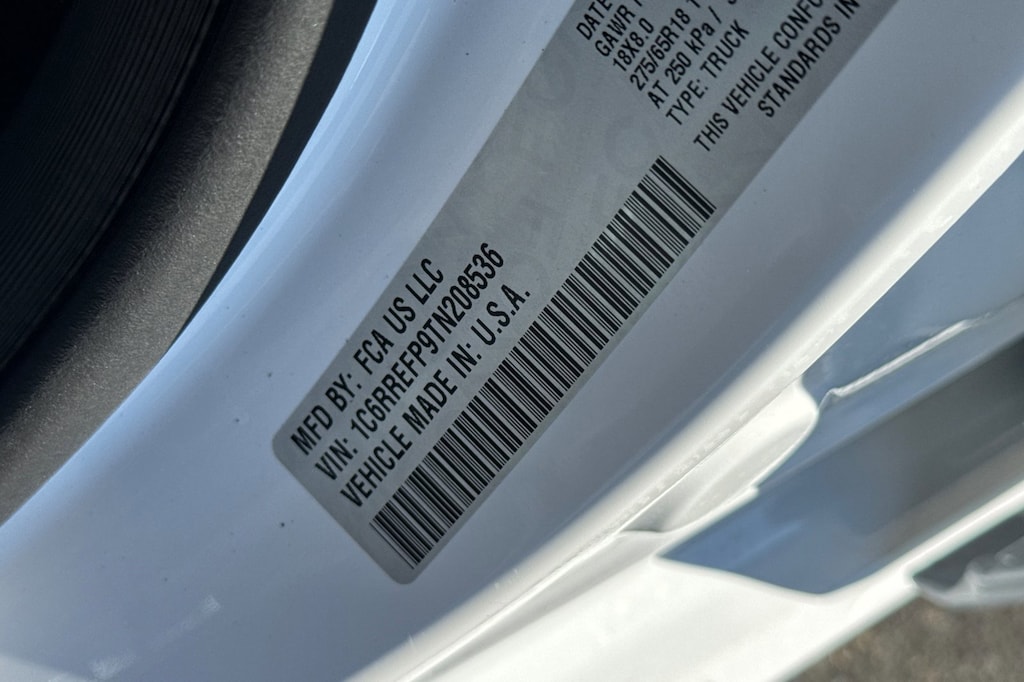 MFD BY: FCA US LLC
VIN: 1C6RREFP9TN208536
VEHICLE MADE IN: U.S.A.
DATE
GAWR
18X8.0
275/65R18
AT 250 kPa /
TYPE: TRUCK
THIS VEHICLE
STANDARDS IN